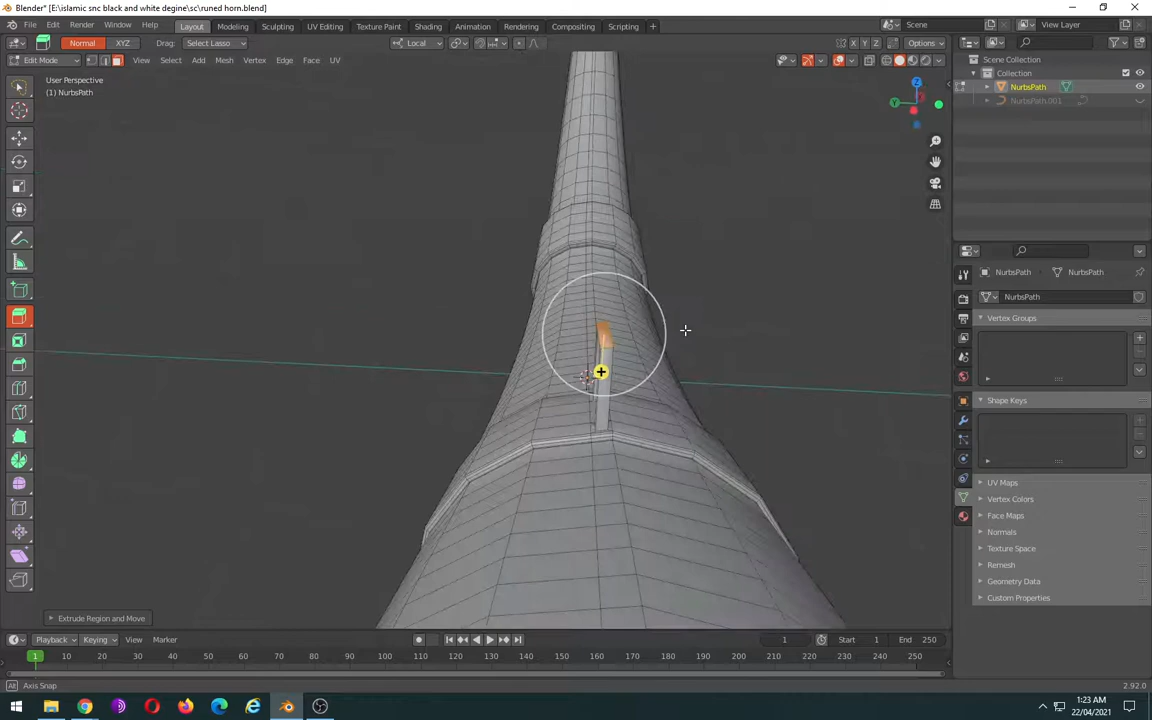 Blender* [E:\islamic snc black and white degine\sc\runed horn.blend]
File Edit Render Window Help Layout Modeling Sculpting UV Editing Texture Paint Shading Animation Rendering Compositing Scripting + Scene View Layer
Normal XYZ Drag: Select Lasso Local X Y Z Options
Edit Mode View Select Add Mesh Vertex Edge Face UV
User Perspective
(1) NurbsPath
Scene Collection
Collection
NurbsPath
NurbsPath.001
NurbsPath NurbsPath
NurbsPath
Vertex Groups
Shape Keys
UV Maps
Vertex Colors
Face Maps
Normals
Texture Space
Remesh
Geometry Data
Custom Properties
Extrude Region and Move
Playback Keying View Marker 1 Start 1 End 250
1 10 20 30 40 50 60 70 80 90 100 110 120 130 140 150 160 170 180 190 200 210 220 230 240 250
Alt Axis Snap 2.92.0
1:23 AM
22/04/2021